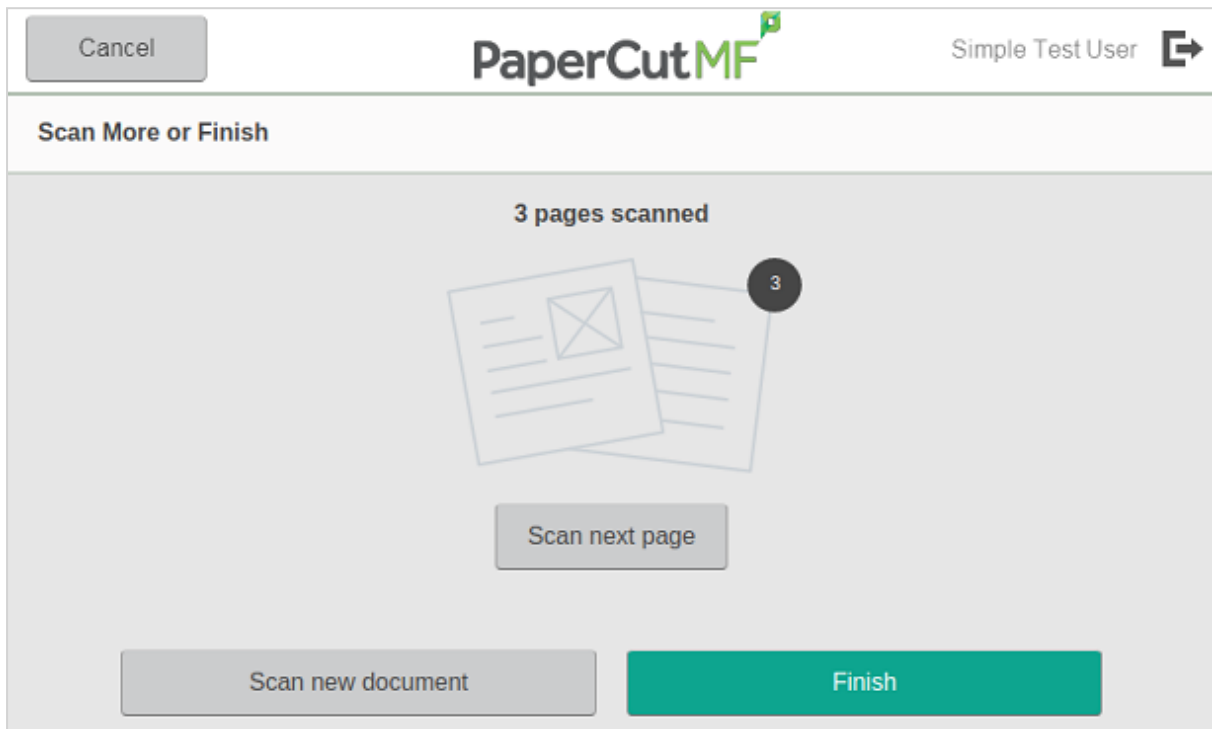 Cancel
PaperCutMF
Simple Test User
Scan More or Finish
3 pages scanned
3
Scan next page
Scan new document
Finish